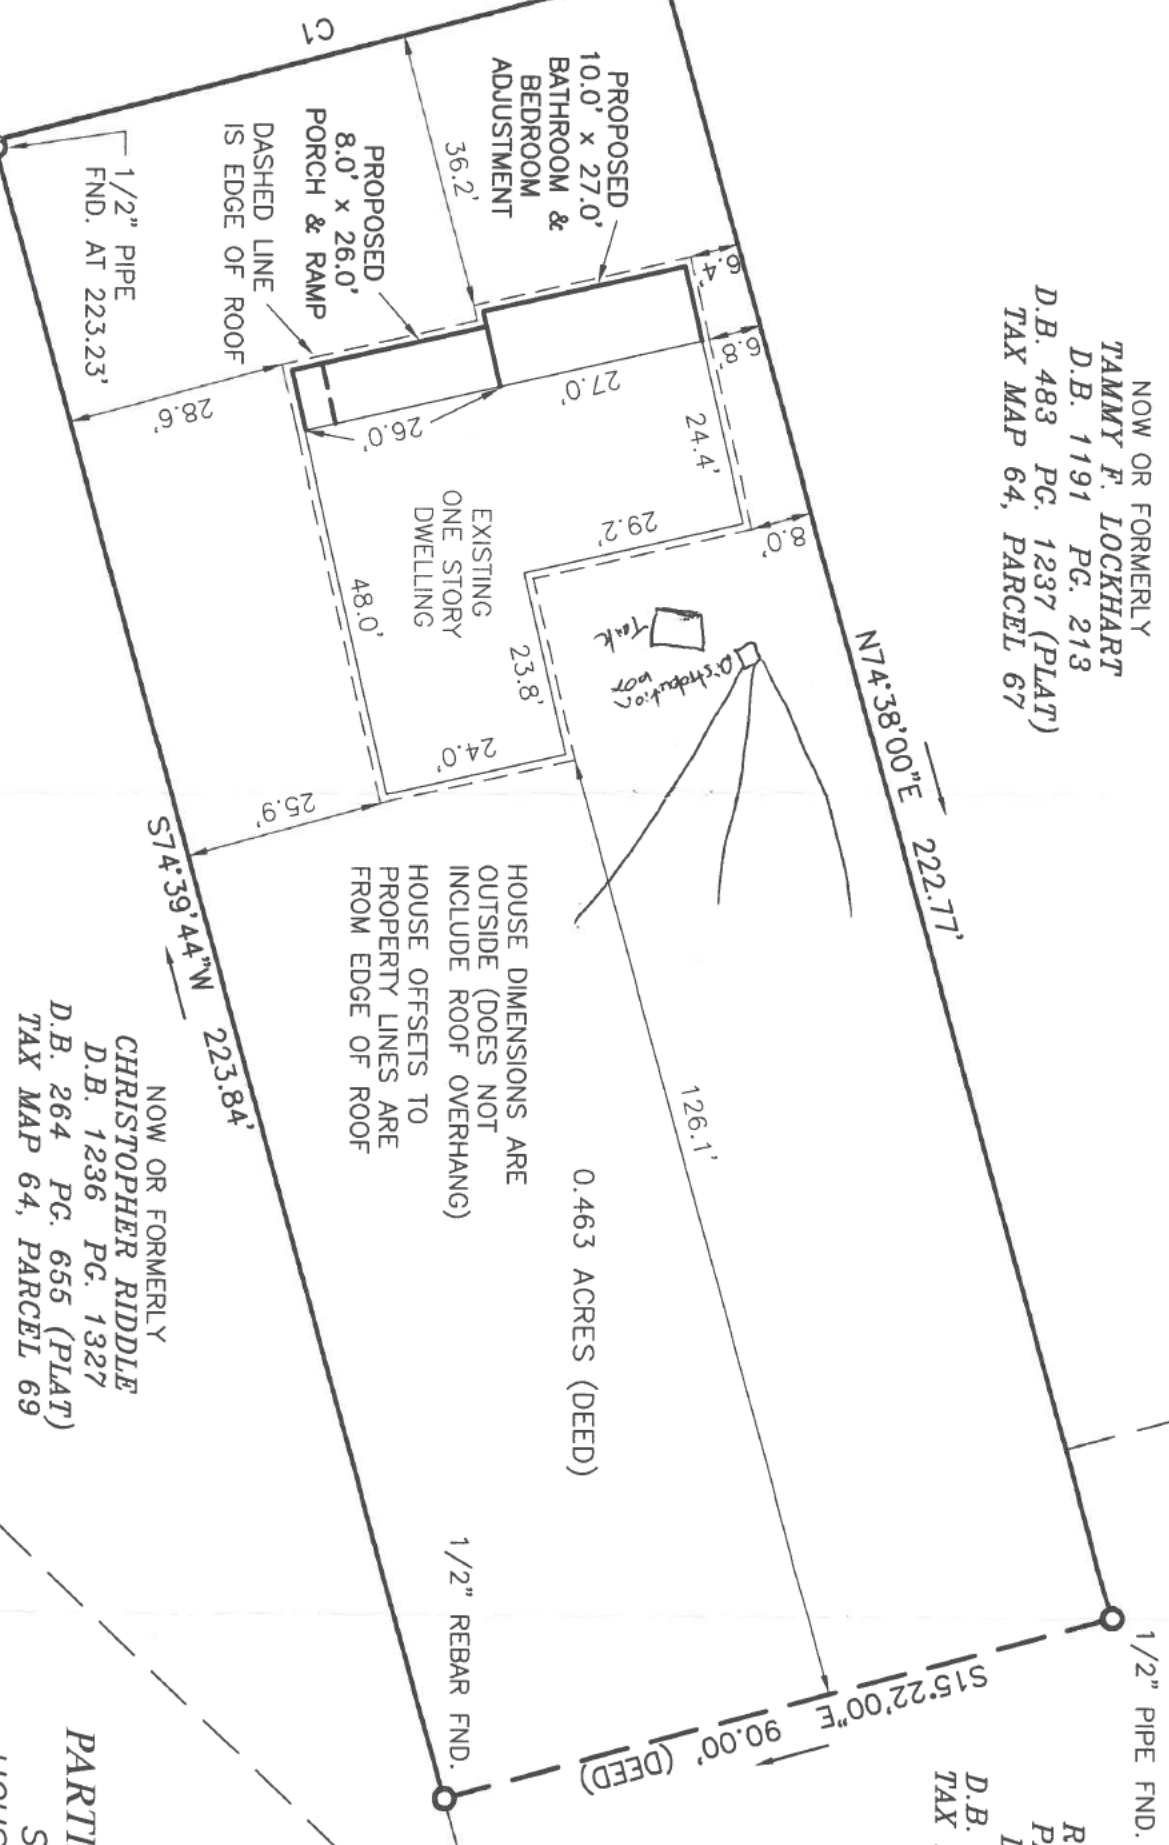 NOW OR FORMERLY
TAMMY F. LOCKHART
D.B. 1191 PG. 213
D.B. 483 PG. 1237 (PLAT)
TAX MAP 64, PARCEL 67
N74°38'00"E 222.77'
1/2" PIPE FND.
C1
PROPOSED
10.0' x 27.0'
BATHROOM &
BEDROOM
ADJUSTMENT
36.2'
PROPOSED
8.0' x 26.0'
PORCH & RAMP
DASHED LINE
IS EDGE OF ROOF
1/2" PIPE
FND. AT 223.23'
6.4'
6.8'
8.0'
27.0'
24.4'
29.2'
26.0'
28.6'
EXISTING
ONE STORY
DWELLING
48.0'
23.8'
24.0'
25.9'
Tank
Distribution
box
HOUSE DIMENSIONS ARE
OUTSIDE (DOES NOT
INCLUDE ROOF OVERHANG)
HOUSE OFFSETS TO
PROPERTY LINES ARE
FROM EDGE OF ROOF
126.1'
0.463 ACRES (DEED)
S74°39'44"W 223.84'
NOW OR FORMERLY
CHRISTOPHER RIDDLE
D.B. 1236 PG. 1327
D.B. 264 PG. 655 (PLAT)
TAX MAP 64, PARCEL 69
1/2" REBAR FND.
S15°22'00"E 90.00' (DEED)
D.B.
TAX